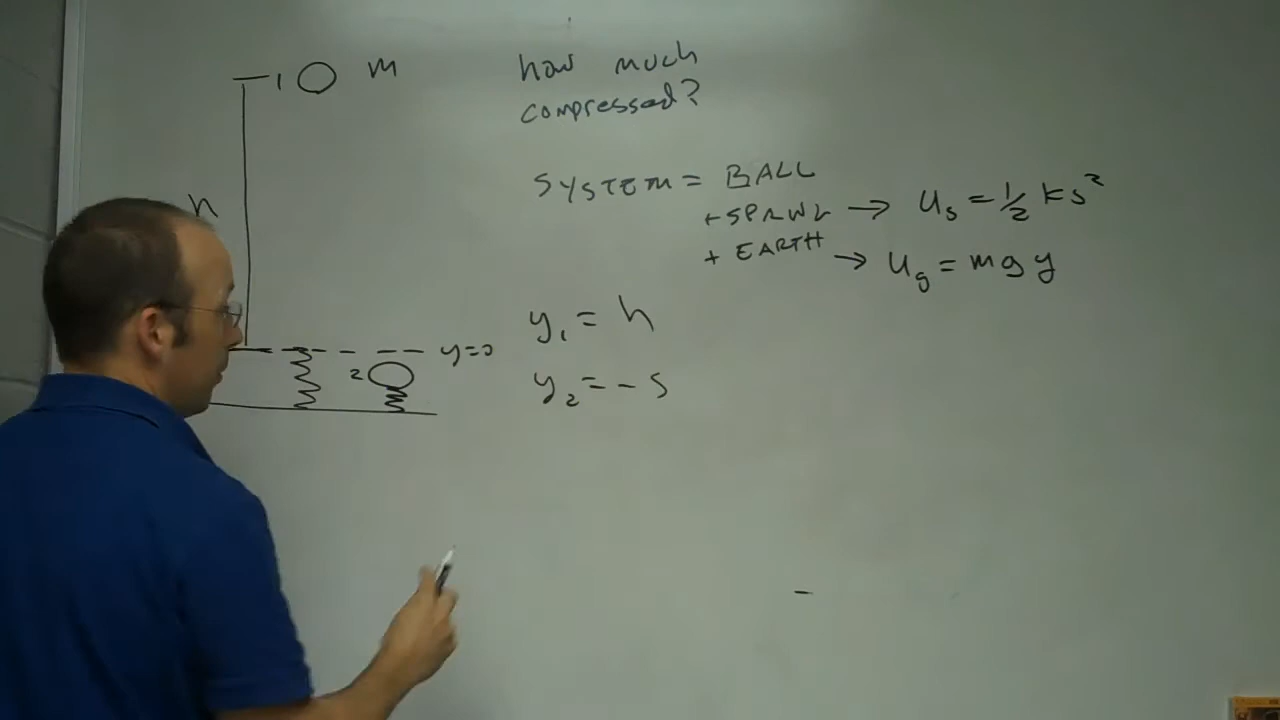 1 m
how much
compressed?
SYSTEM = BALL
+ SPRING → Us = 1/2 ks²
+ EARTH → Ug = mgy
h
y₁ = h
y=0
2
y₂ = -s